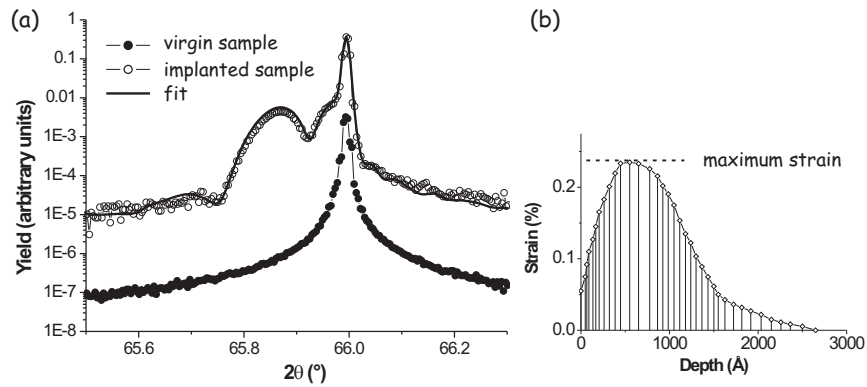 (a)
virgin sample
implanted sample
fit
Yield (arbitrary units)
1
0.1
0.01
1E-3
1E-4
1E-5
1E-6
1E-7
1E-8
65.6
65.8
66.0
66.2
2θ (°)
(b)
maximum strain
Strain (%)
0.2
0.1
0.0
0
1000
2000
3000
Depth (Å)